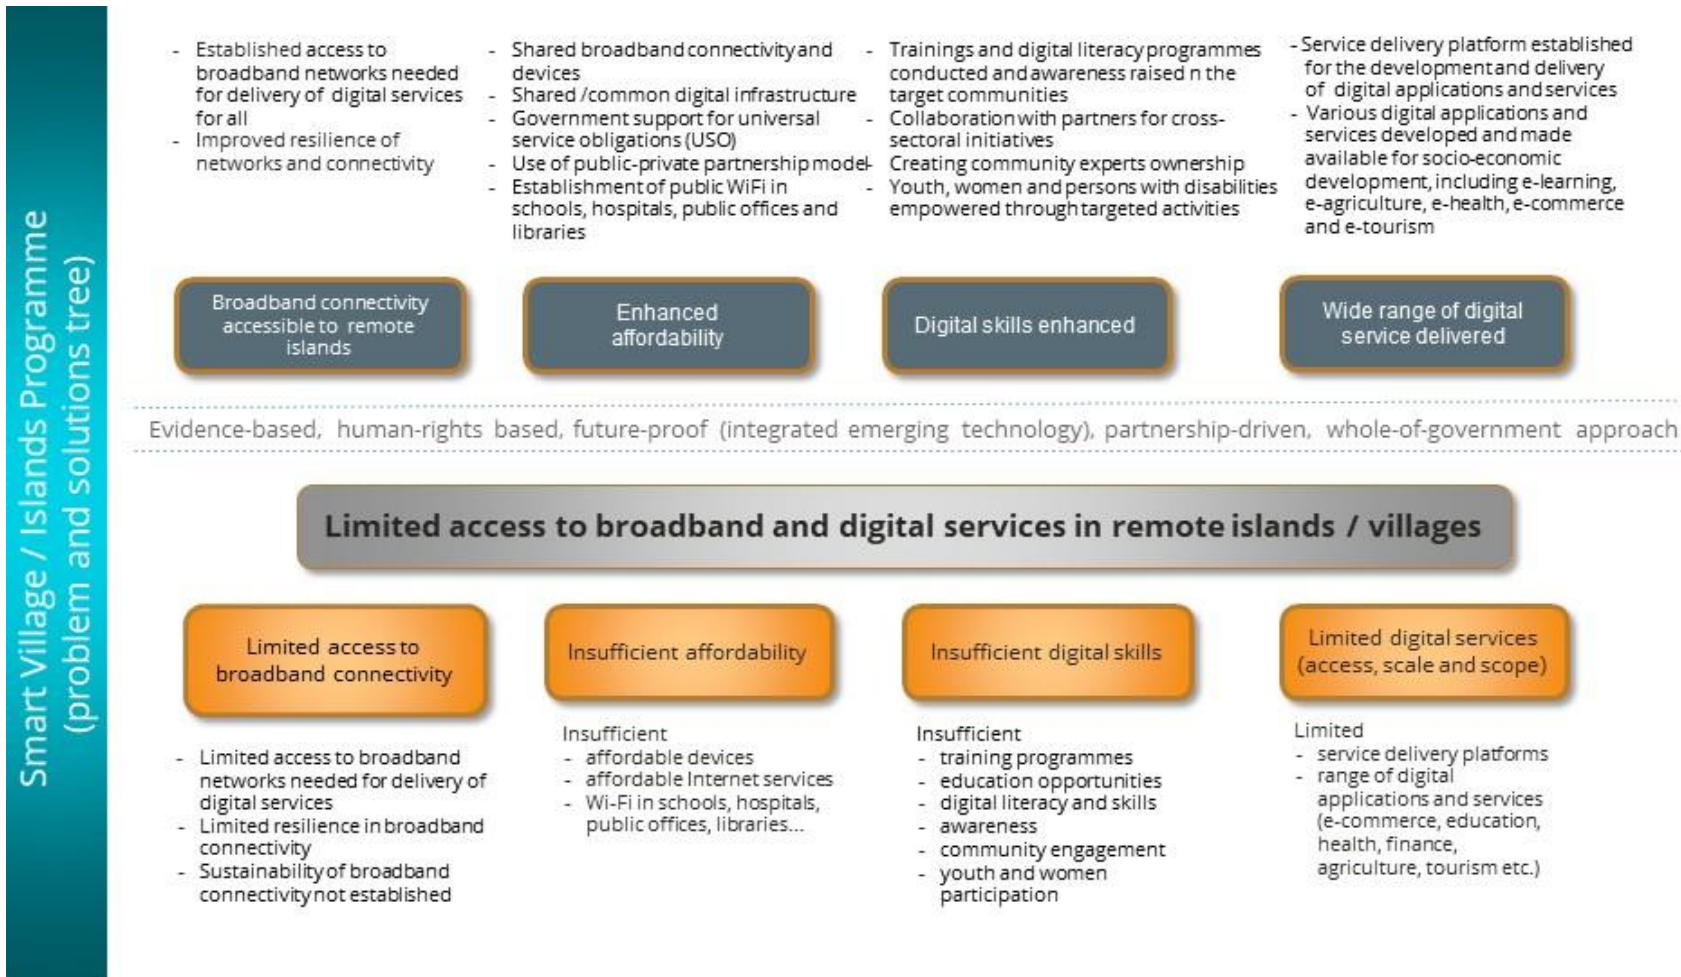 Smart Village / Islands Programme
(problem and solutions tree)
- Established access to
broadband networks needed
for delivery of digital services
for all
- Improved resilience of
networks and connectivity
- Shared broadband connectivity and
devices
- Shared /common digital infrastructure
- Government support for universal
service obligations (USO)
- Use of public-private partnership model
- Establishment of public WiFi in
schools, hospitals, public offices and
libraries
- Trainings and digital literacy programmes
conducted and awareness raised n the
target communities
- Collaboration with partners for cross-
sectoral initiatives
- Creating community experts ownership
- Youth, women and persons with disabilities
empowered through targeted activities
- Service delivery platform established
for the development and delivery
of digital applications and services
- Various digital applications and
services developed and made
available for socio-economic
development, including e-learning,
e-agriculture, e-health, e-commerce
and e-tourism
Broadband connectivity
accessible to remote
islands
Enhanced
affordability
Digital skills enhanced
Wide range of digital
service delivered
Evidence-based, human-rights based, future-proof (integrated emerging technology), partnership-driven, whole-of-government approach
Limited access to broadband and digital services in remote islands / villages
Limited access to
broadband connectivity
Insufficient affordability
Insufficient digital skills
Limited digital services
(access, scale and scope)
- Limited access to broadband
networks needed for delivery of
digital services
- Limited resilience in broadband
connectivity
- Sustainability of broadband
connectivity not established
Insufficient
- affordable devices
- affordable Internet services
- Wi-Fi in schools, hospitals,
public offices, libraries...
Insufficient
- training programmes
- education opportunities
- digital literacy and skills
- awareness
- community engagement
- youth and women
participation
Limited
- service delivery platforms
- range of digital
applications and services
(e-commerce, education,
health, finance,
agriculture, tourism etc.)